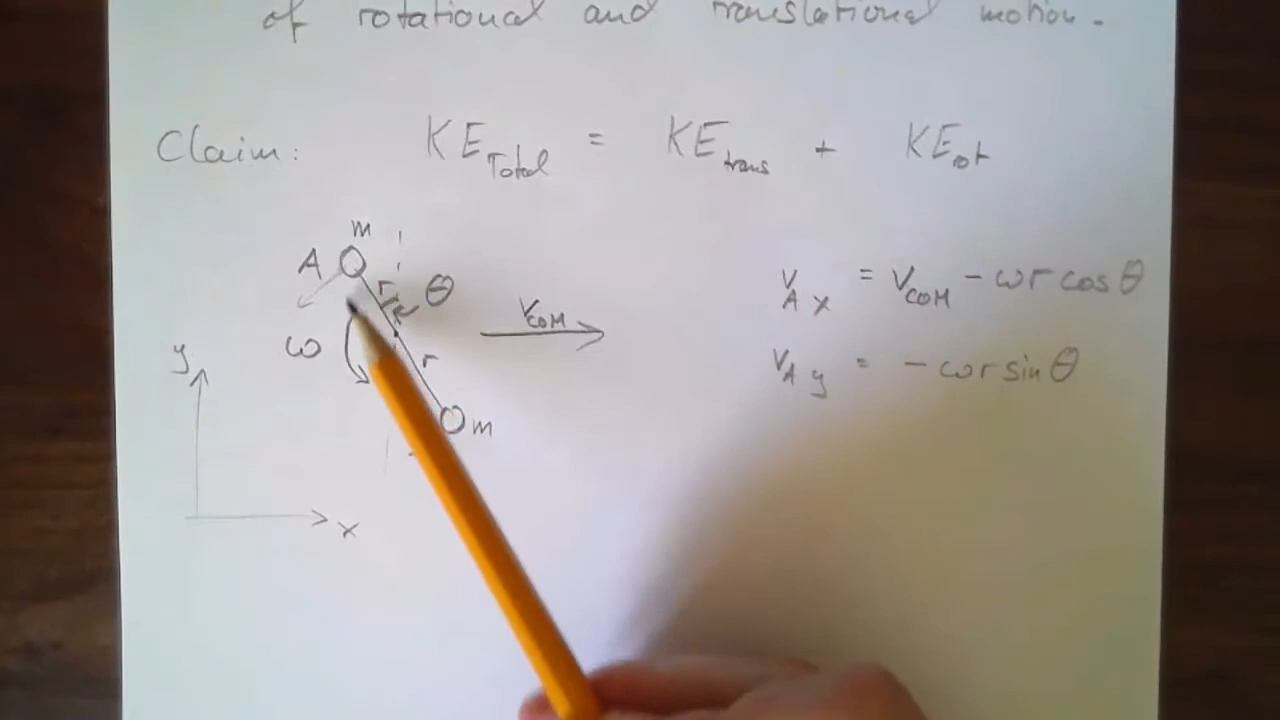 of rotational and translational motion.
Claim: KE_Total = KE_trans + KE_rot
m
A
r
θ
ω
r
m
V_COM
y
x
V_Ax = V_COM - ωr cos θ
V_Ay = - ωr sin θ